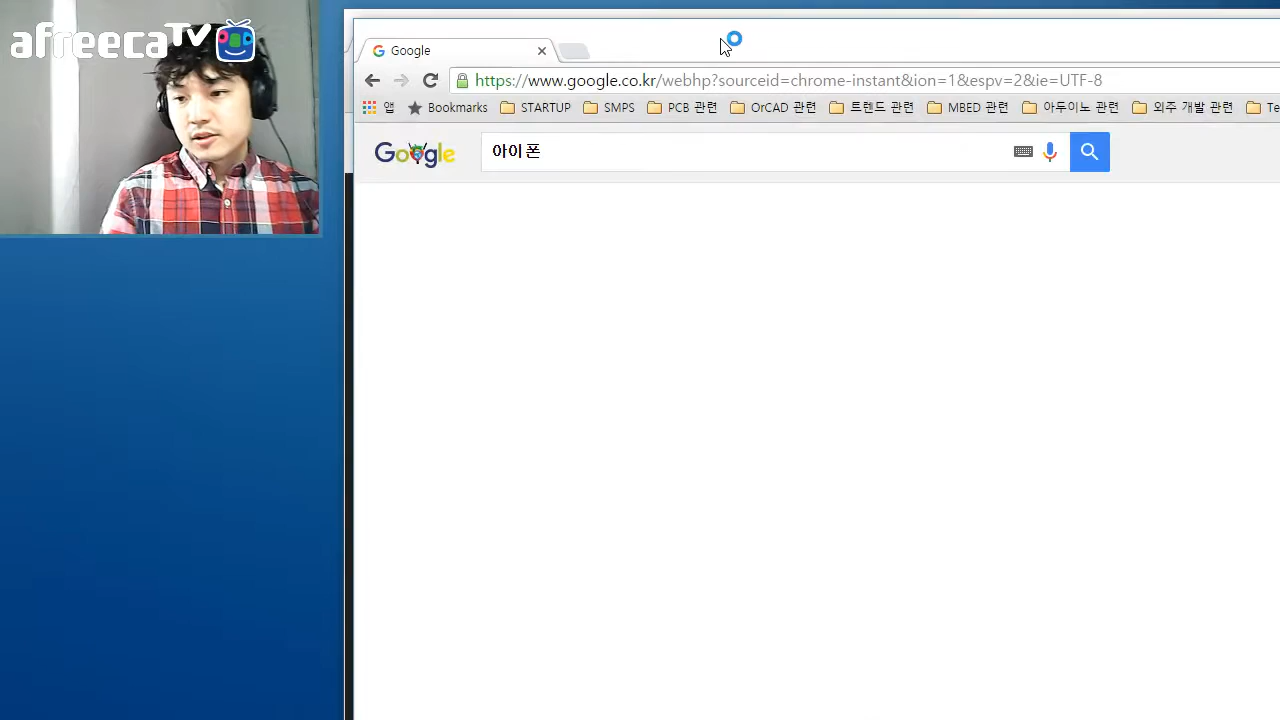 afreecaTV
Google
https://www.google.co.kr/webhp?sourceid=chrome-instant&ion=1&espv=2&ie=UTF-8
앱 Bookmarks STARTUP SMPS PCB 관련 OrCAD 관련 트렌드 관련 MBED 관련 아두이노 관련 외주 개발 관련 Te
Google 아이폰